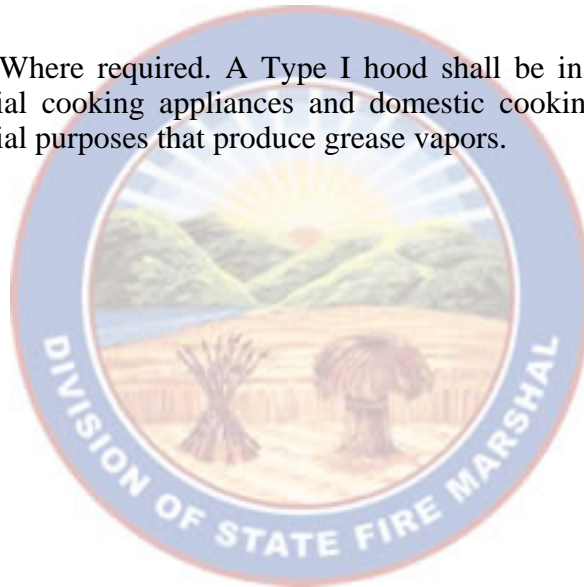 Where required. A Type I hood shall be in
ial cooking appliances and domestic cookin
ial purposes that produce grease vapors.
DIVISION OF STATE FIRE MARSHAL